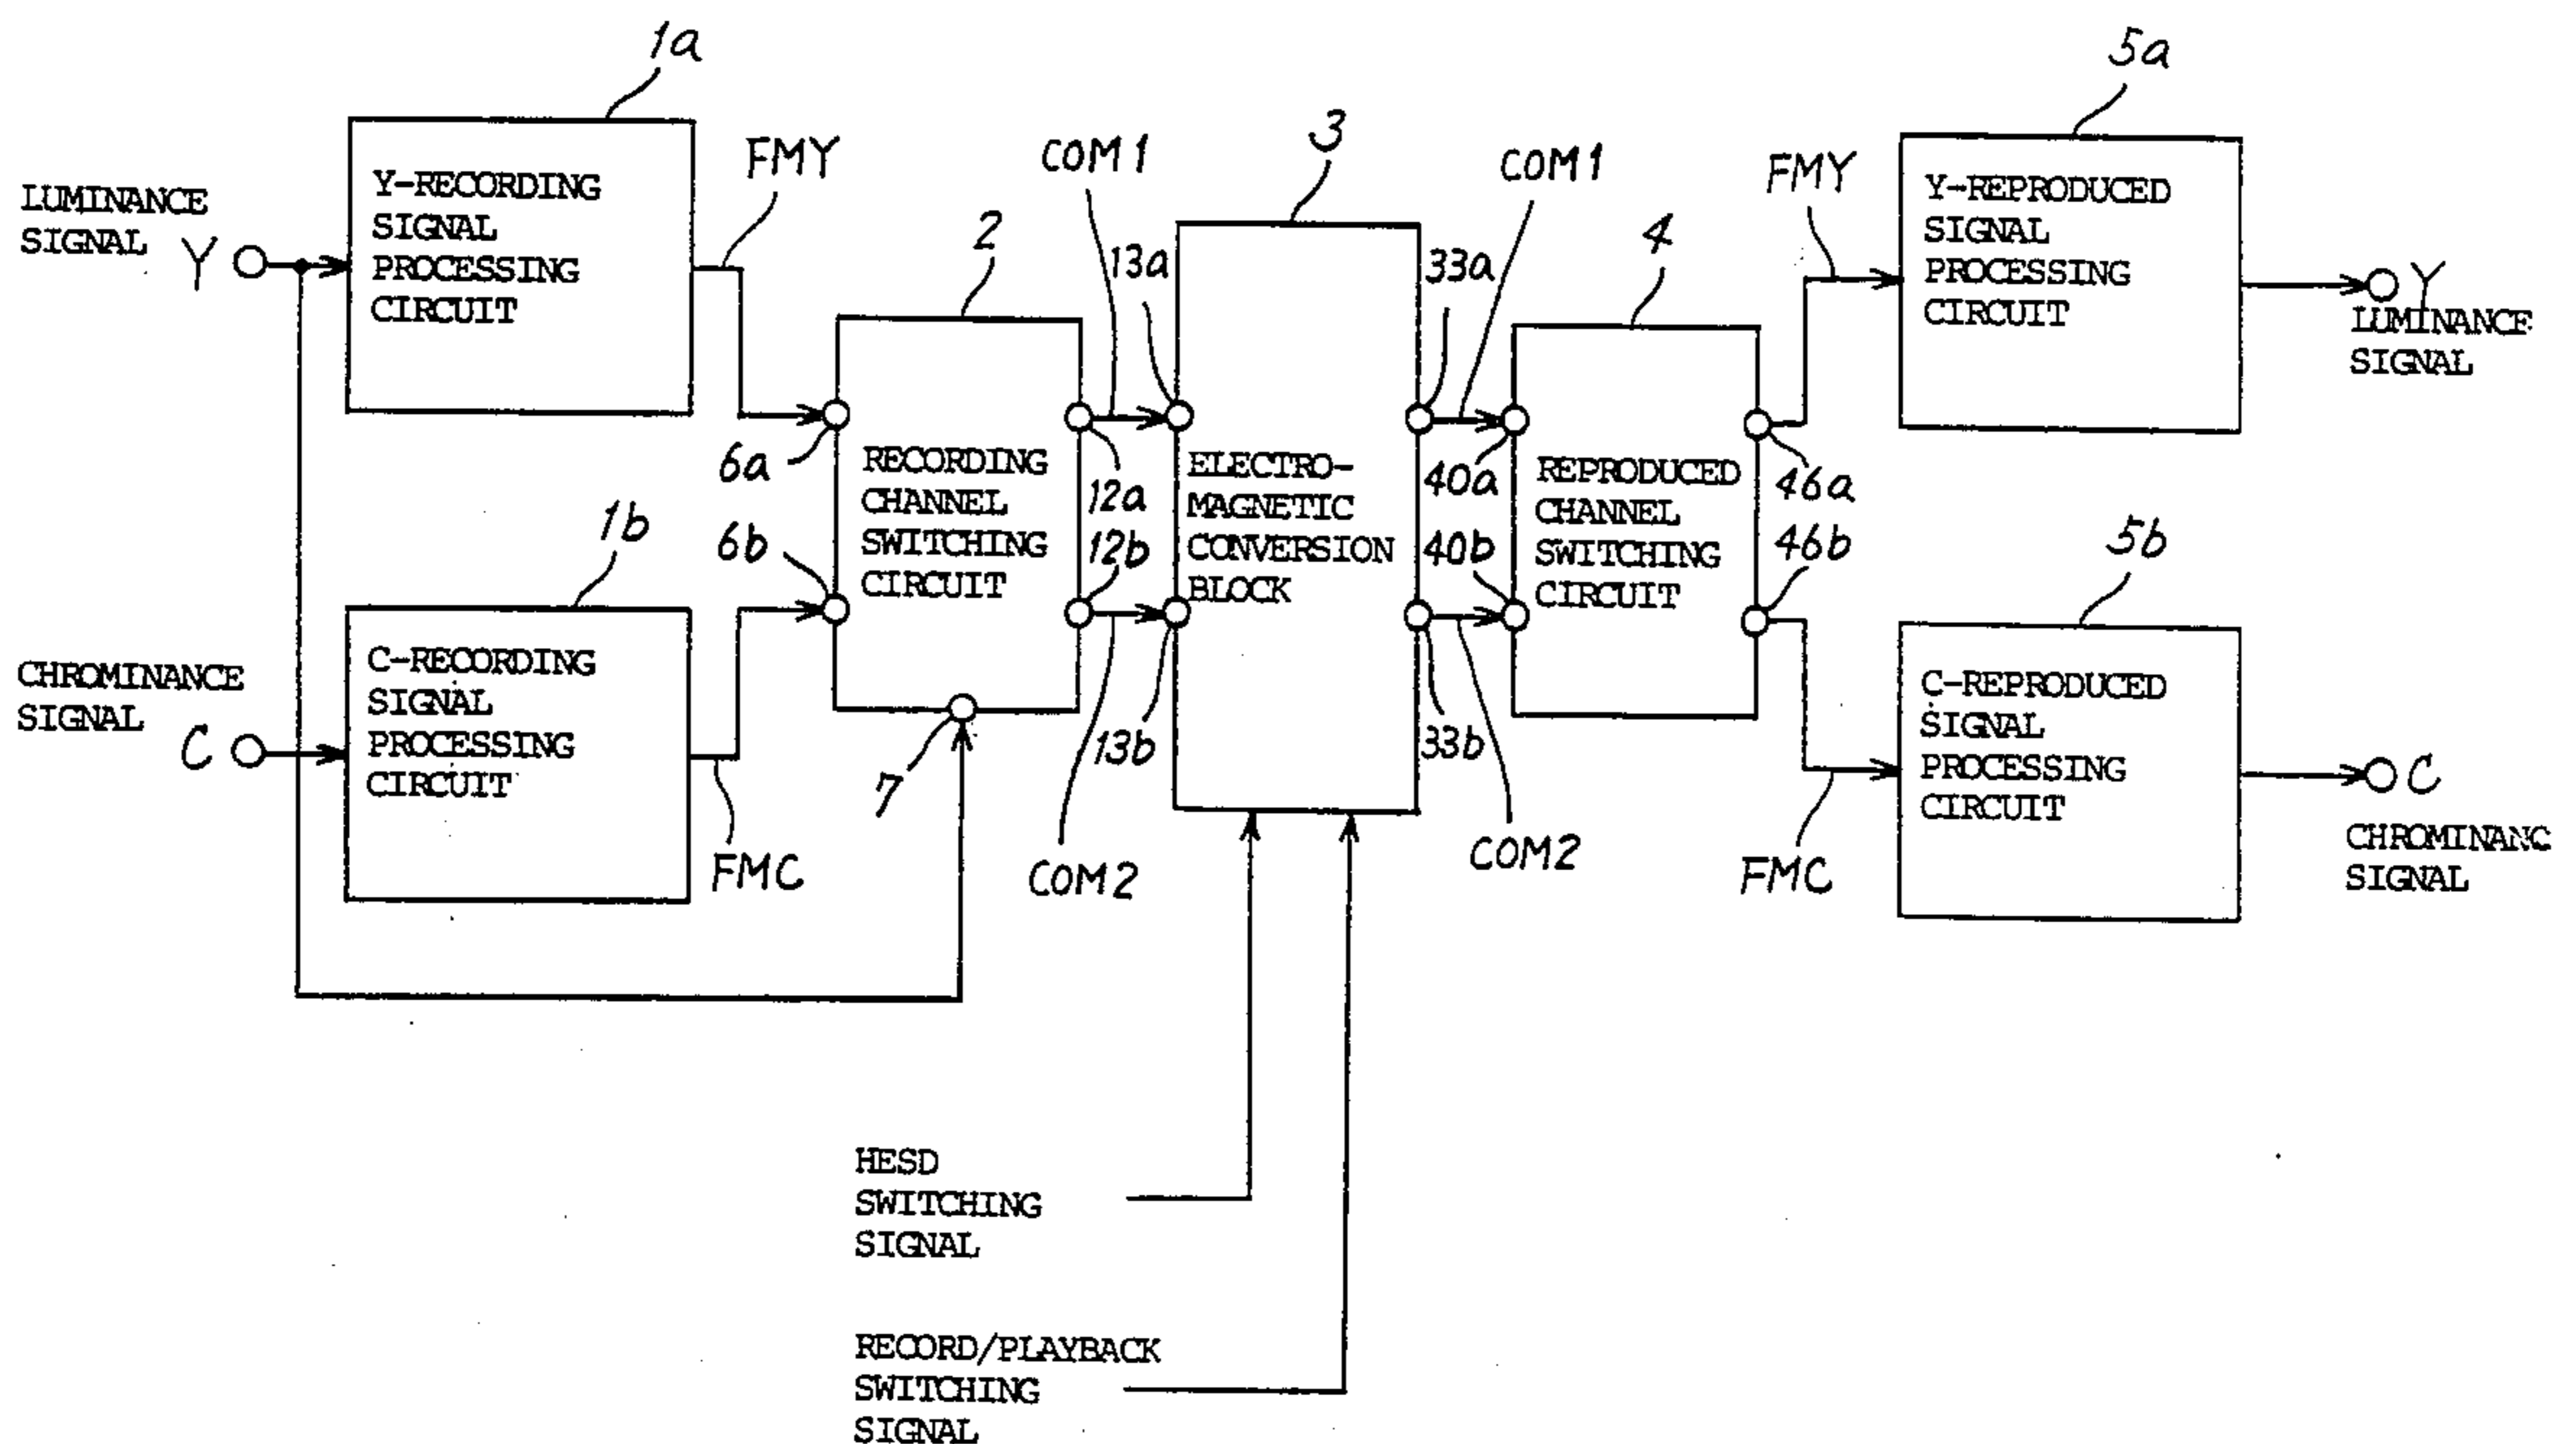 1a
5a
3
FMY
COM1
COM1
FMY
Y-RECORDING
SIGNAL
PROCESSING
CIRCUIT
Y-REPRODUCED
SIGNAL
PROCESSING
CIRCUIT
LUMINANCE
SIGNAL Y
2
4
13a
33a
Y
LUMINANCE
SIGNAL
6a
12a
40a
46a
RECORDING
CHANNEL
SWITCHING
CIRCUIT
ELECTRO-
MAGNETIC
CONVERSION
BLOCK
REPRODUCED
CHANNEL
SWITCHING
CIRCUIT
1b
6b
12b
40b
46b
5b
CHROMINANCE
SIGNAL
C
C-RECORDING
SIGNAL
PROCESSING
CIRCUIT
7
13b
33b
C-REPRODUCED
SIGNAL
PROCESSING
CIRCUIT
C
CHROMINANC
SIGNAL
FMC
COM2
COM2
FMC
HESD
SWITCHING
SIGNAL
RECORD/PLAYBACK
SWITCHING
SIGNAL